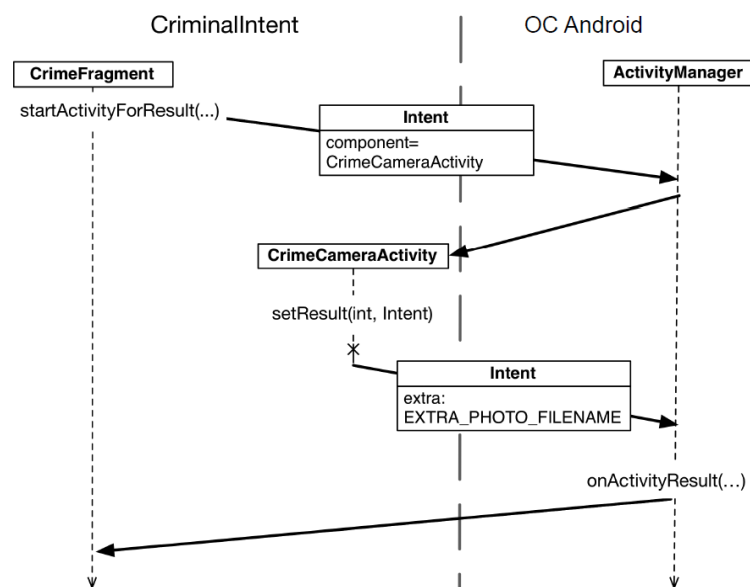 CriminalIntent
OC Android
CrimeFragment
ActivityManager
startActivityForResult(...)
Intent
component=
CrimeCameraActivity
CrimeCameraActivity
setResult(int, Intent)
Intent
extra:
EXTRA_PHOTO_FILENAME
onActivityResult(...)